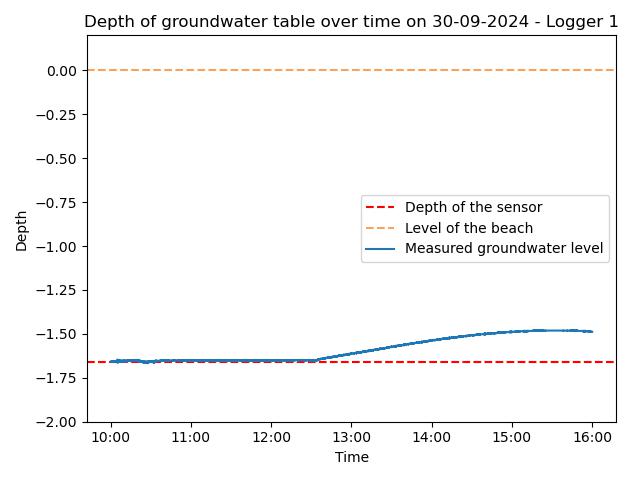 Depth of groundwater table over time on 30-09-2024 - Logger 1
0.00
−0.25
−0.50
−0.75
−1.00
−1.25
−1.50
−1.75
−2.00
Depth
Depth of the sensor
Level of the beach
Measured groundwater level
10:00 11:00 12:00 13:00 14:00 15:00 16:00
Time